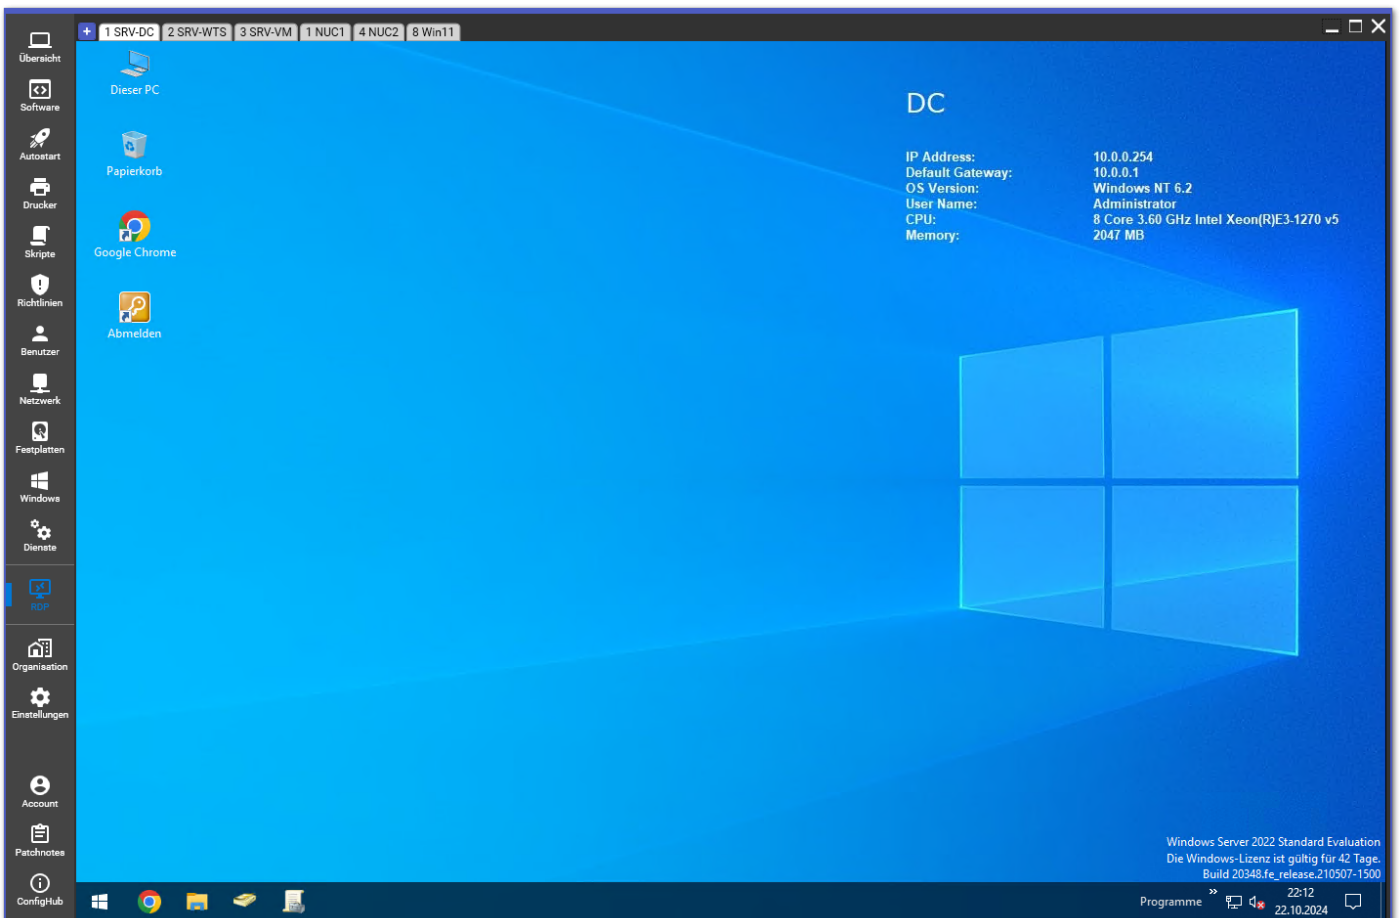 + 1 SRV-DC 2 SRV-WTS 3 SRV-VM 1 NUC1 4 NUC2 8 Win11
Übersicht
Software
Autostart
Drucker
Skripte
Richtlinien
Benutzer
Netzwerk
Festplatten
Windows
Dienste
RDP
Organisation
Einstellungen
Account
Patchnotes
ConfigHub
Dieser PC
Papierkorb
Google Chrome
Abmelden
DC
IP Address: 10.0.0.254
Default Gateway: 10.0.0.1
OS Version: Windows NT 6.2
User Name: Administrator
CPU: 8 Core 3.60 GHz Intel Xeon(R)E3-1270 v5
Memory: 2047 MB
Windows Server 2022 Standard Evaluation
Die Windows-Lizenz ist gültig für 42 Tage.
Build 20348.fe_release.210507-1500
Programme » 22:12
22.10.2024